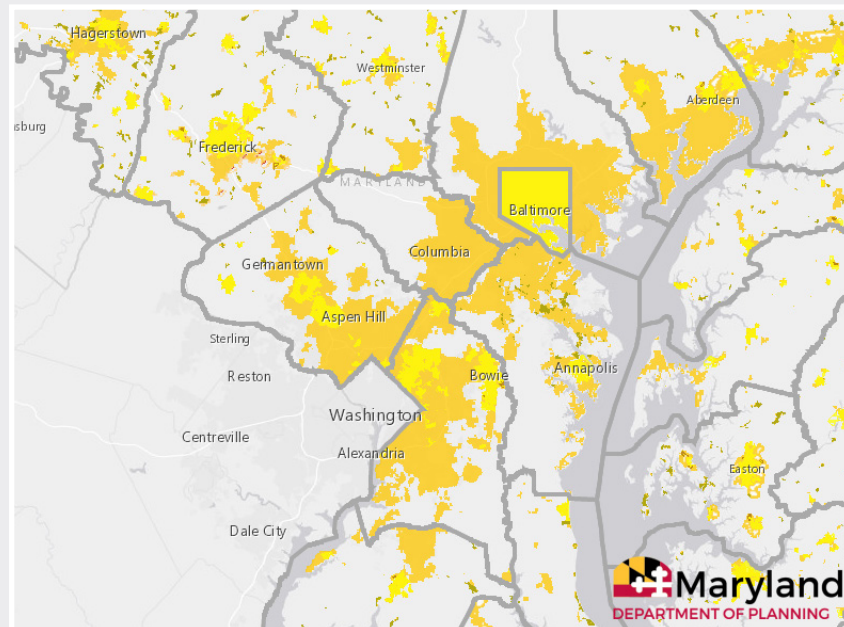 Hagerstown
Westminster
Aberdeen
sburg
Frederick
MARYLAND
Baltimore
Columbia
Germantown
Aspen Hill
Sterling
Reston
Bowie
Annapolis
Washington
Centreville
Alexandria
Easton
Dale City
Maryland
DEPARTMENT OF PLANNING